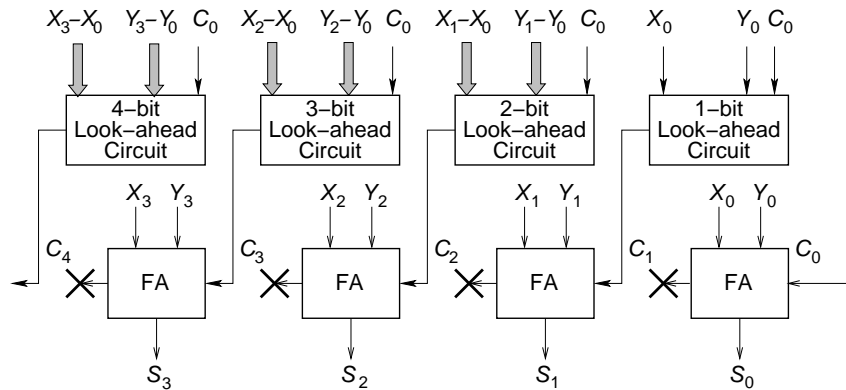 X₃–X₀ Y₃–Y₀ C₀ X₂–X₀ Y₂–Y₀ C₀ X₁–X₀ Y₁–Y₀ C₀ X₀ Y₀ C₀
4–bit 3–bit 2–bit 1–bit
Look–ahead Look–ahead Look–ahead Look–ahead
Circuit Circuit Circuit Circuit
X₃ Y₃ X₂ Y₂ X₁ Y₁ X₀ Y₀
C₄ C₃ C₂ C₁ C₀
FA FA FA FA
S₃ S₂ S₁ S₀